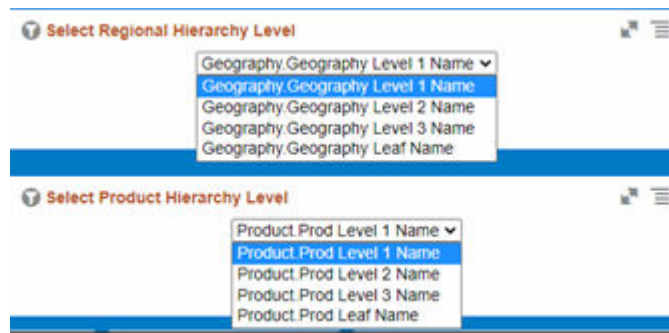 Select Regional Hierarchy Level
Geography.Geography Level 1 Name
Geography.Geography Level 1 Name
Geography.Geography Level 2 Name
Geography.Geography Level 3 Name
Geography.Geography Leaf Name
Select Product Hierarchy Level
Product.Prod Level 1 Name
Product.Prod Level 1 Name
Product.Prod Level 2 Name
Product.Prod Level 3 Name
Product.Prod Leaf Name